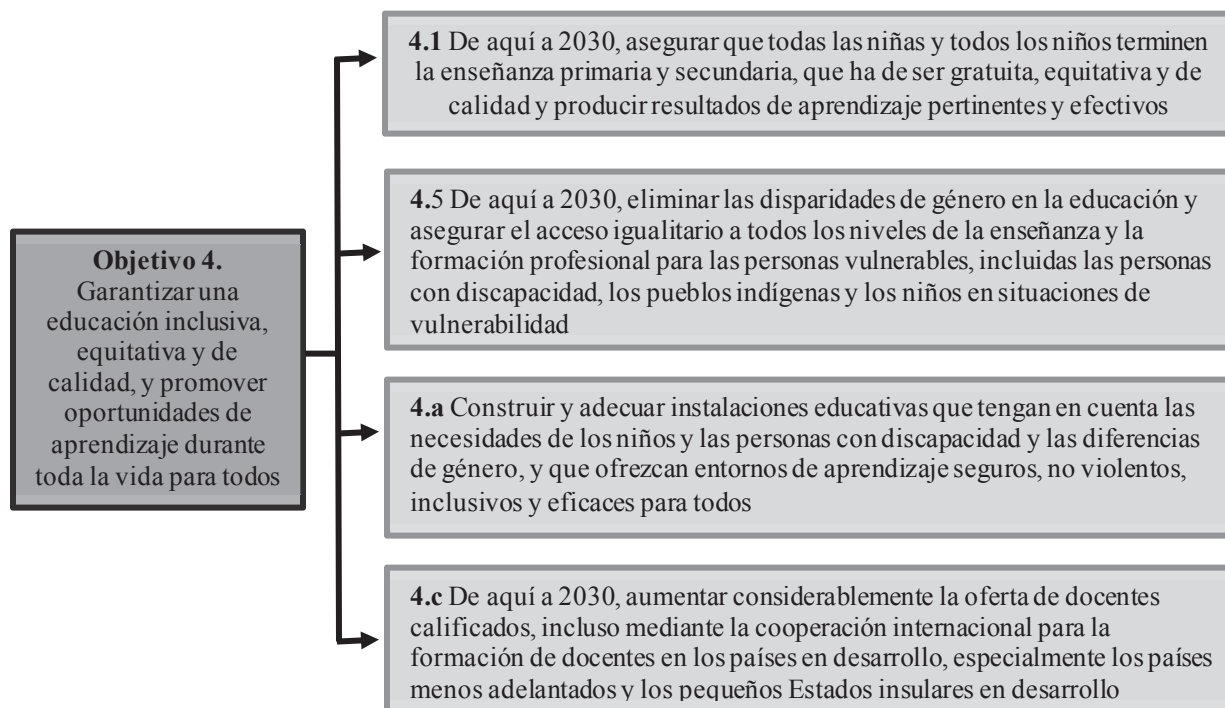 Objetivo 4.
Garantizar una
educación inclusiva,
equitativa y de
calidad, y promover
oportunidades de
aprendizaje durante
toda la vida para todos
4.1 De aquí a 2030, asegurar que todas las niñas y todos los niños terminen
la enseñanza primaria y secundaria, que ha de ser gratuita, equitativa y de
calidad y producir resultados de aprendizaje pertinentes y efectivos
4.5 De aquí a 2030, eliminar las disparidades de género en la educación y
asegurar el acceso igualitario a todos los niveles de la enseñanza y la
formación profesional para las personas vulnerables, incluidas las personas
con discapacidad, los pueblos indígenas y los niños en situaciones de
vulnerabilidad
4.a Construir y adecuar instalaciones educativas que tengan en cuenta las
necesidades de los niños y las personas con discapacidad y las diferencias
de género, y que ofrezcan entornos de aprendizaje seguros, no violentos,
inclusivos y eficaces para todos
4.c De aquí a 2030, aumentar considerablemente la oferta de docentes
calificados, incluso mediante la cooperación internacional para la
formación de docentes en los países en desarrollo, especialmente los países
menos adelantados y los pequeños Estados insulares en desarrollo